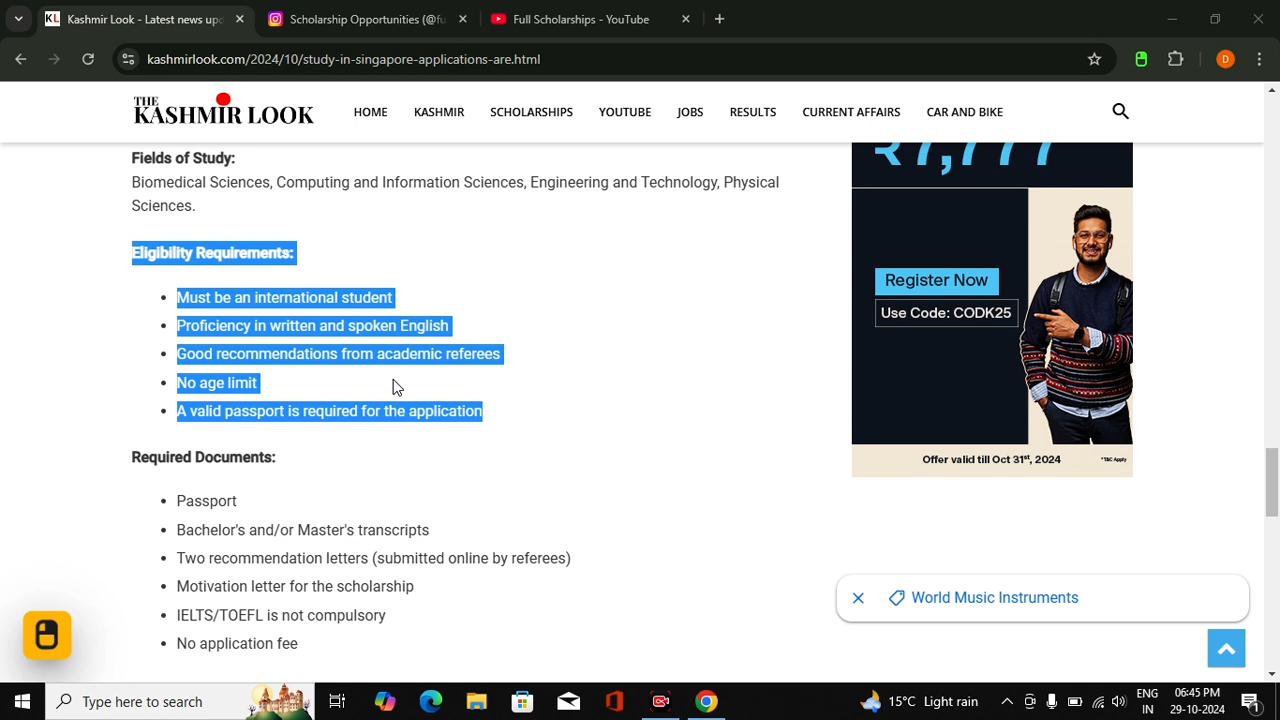 KL Kashmir Look - Latest news up
Scholarship Opportunities (@fu
Full Scholarships - YouTube
kashmirlook.com/2024/10/study-in-singapore-applications-are.html
D
THE
KASHMIR LOOK
HOME KASHMIR SCHOLARSHIPS YOUTUBE JOBS RESULTS CURRENT AFFAIRS CAR AND BIKE
Fields of Study:
Biomedical Sciences, Computing and Information Sciences, Engineering and Technology, Physical
Sciences.
Eligibility Requirements:
• Must be an international student
• Proficiency in written and spoken English
• Good recommendations from academic referees
• No age limit
• A valid passport is required for the application
Required Documents:
• Passport
• Bachelor's and/or Master's transcripts
• Two recommendation letters (submitted online by referees)
• Motivation letter for the scholarship
• IELTS/TOEFL is not compulsory
• No application fee
₹7,777
Register Now
Use Code: CODK25
Offer valid till Oct 31st, 2024
*T&C Apply
World Music Instruments
Type here to search
15°C Light rain
ENG
IN
06:45 PM
29-10-2024
1